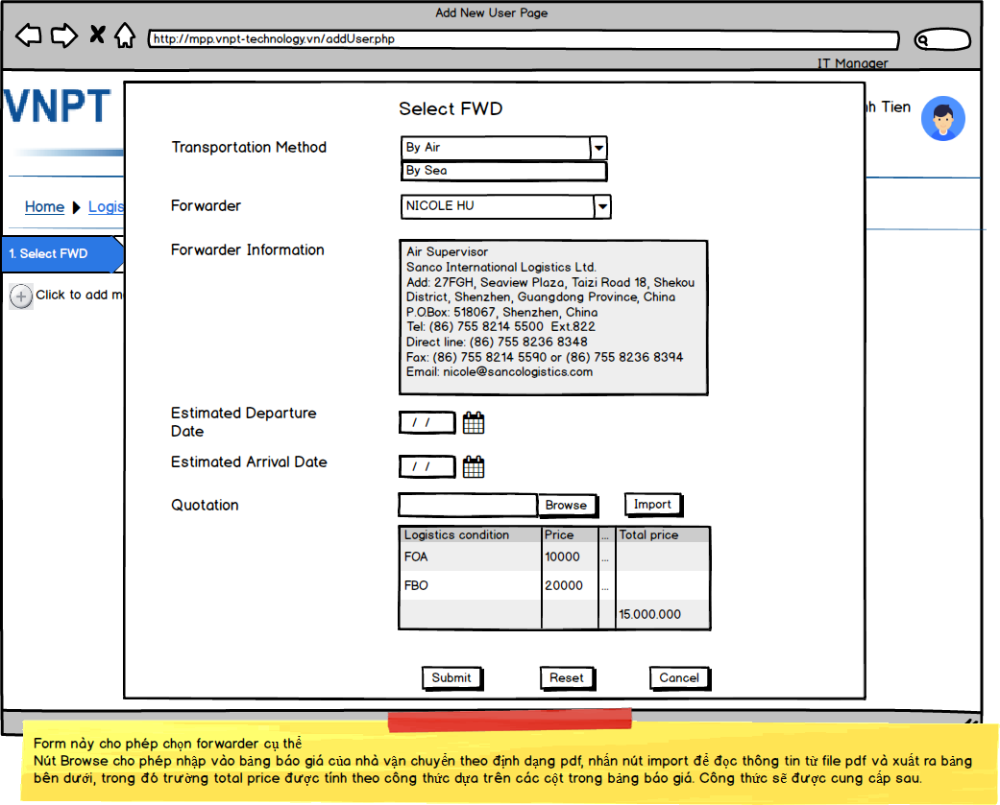 Add New User Page
http://mpp.vnpt-technology.vn/addUser.php
IT Manager
VNPT
nh Tien
Home Logis
1. Select FWD
Click to add m
Select FWD
Transportation Method
By Air
By Sea
Forwarder
NICOLE HU
Forwarder Information
Air Supervisor
Sanco International Logistics Ltd.
Add: 27FGH, Seaview Plaza, Taizi Road 18, Shekou
District, Shenzhen, Guangdong Province, China
P.O.Box: 518067, Shenzhen, China
Tel: (86) 755 8214 5500 Ext.822
Direct line: (86) 755 8236 8348
Fax: (86) 755 8214 5590 or (86) 755 8236 8394
Email: nicole@sancologistics.com
Estimated Departure
Date
/ /
Estimated Arrival Date
/ /
Quotation
Browse
Import
Logistics condition Price ... Total price
FOA 10000 ...
FBO 20000 ...
15.000.000
Submit Reset Cancel
Form này cho phép chọn forwarder cụ thể
Nút Browse cho phép nhập vào bảng báo giá của nhà vận chuyển theo định dạng pdf, nhấn nút import để đọc thông tin từ file pdf và xuất ra bảng
bên dưới, trong đó trường total price được tính theo công thức dựa trên các cột trong bảng báo giá. Công thức sẽ được cung cấp sau.